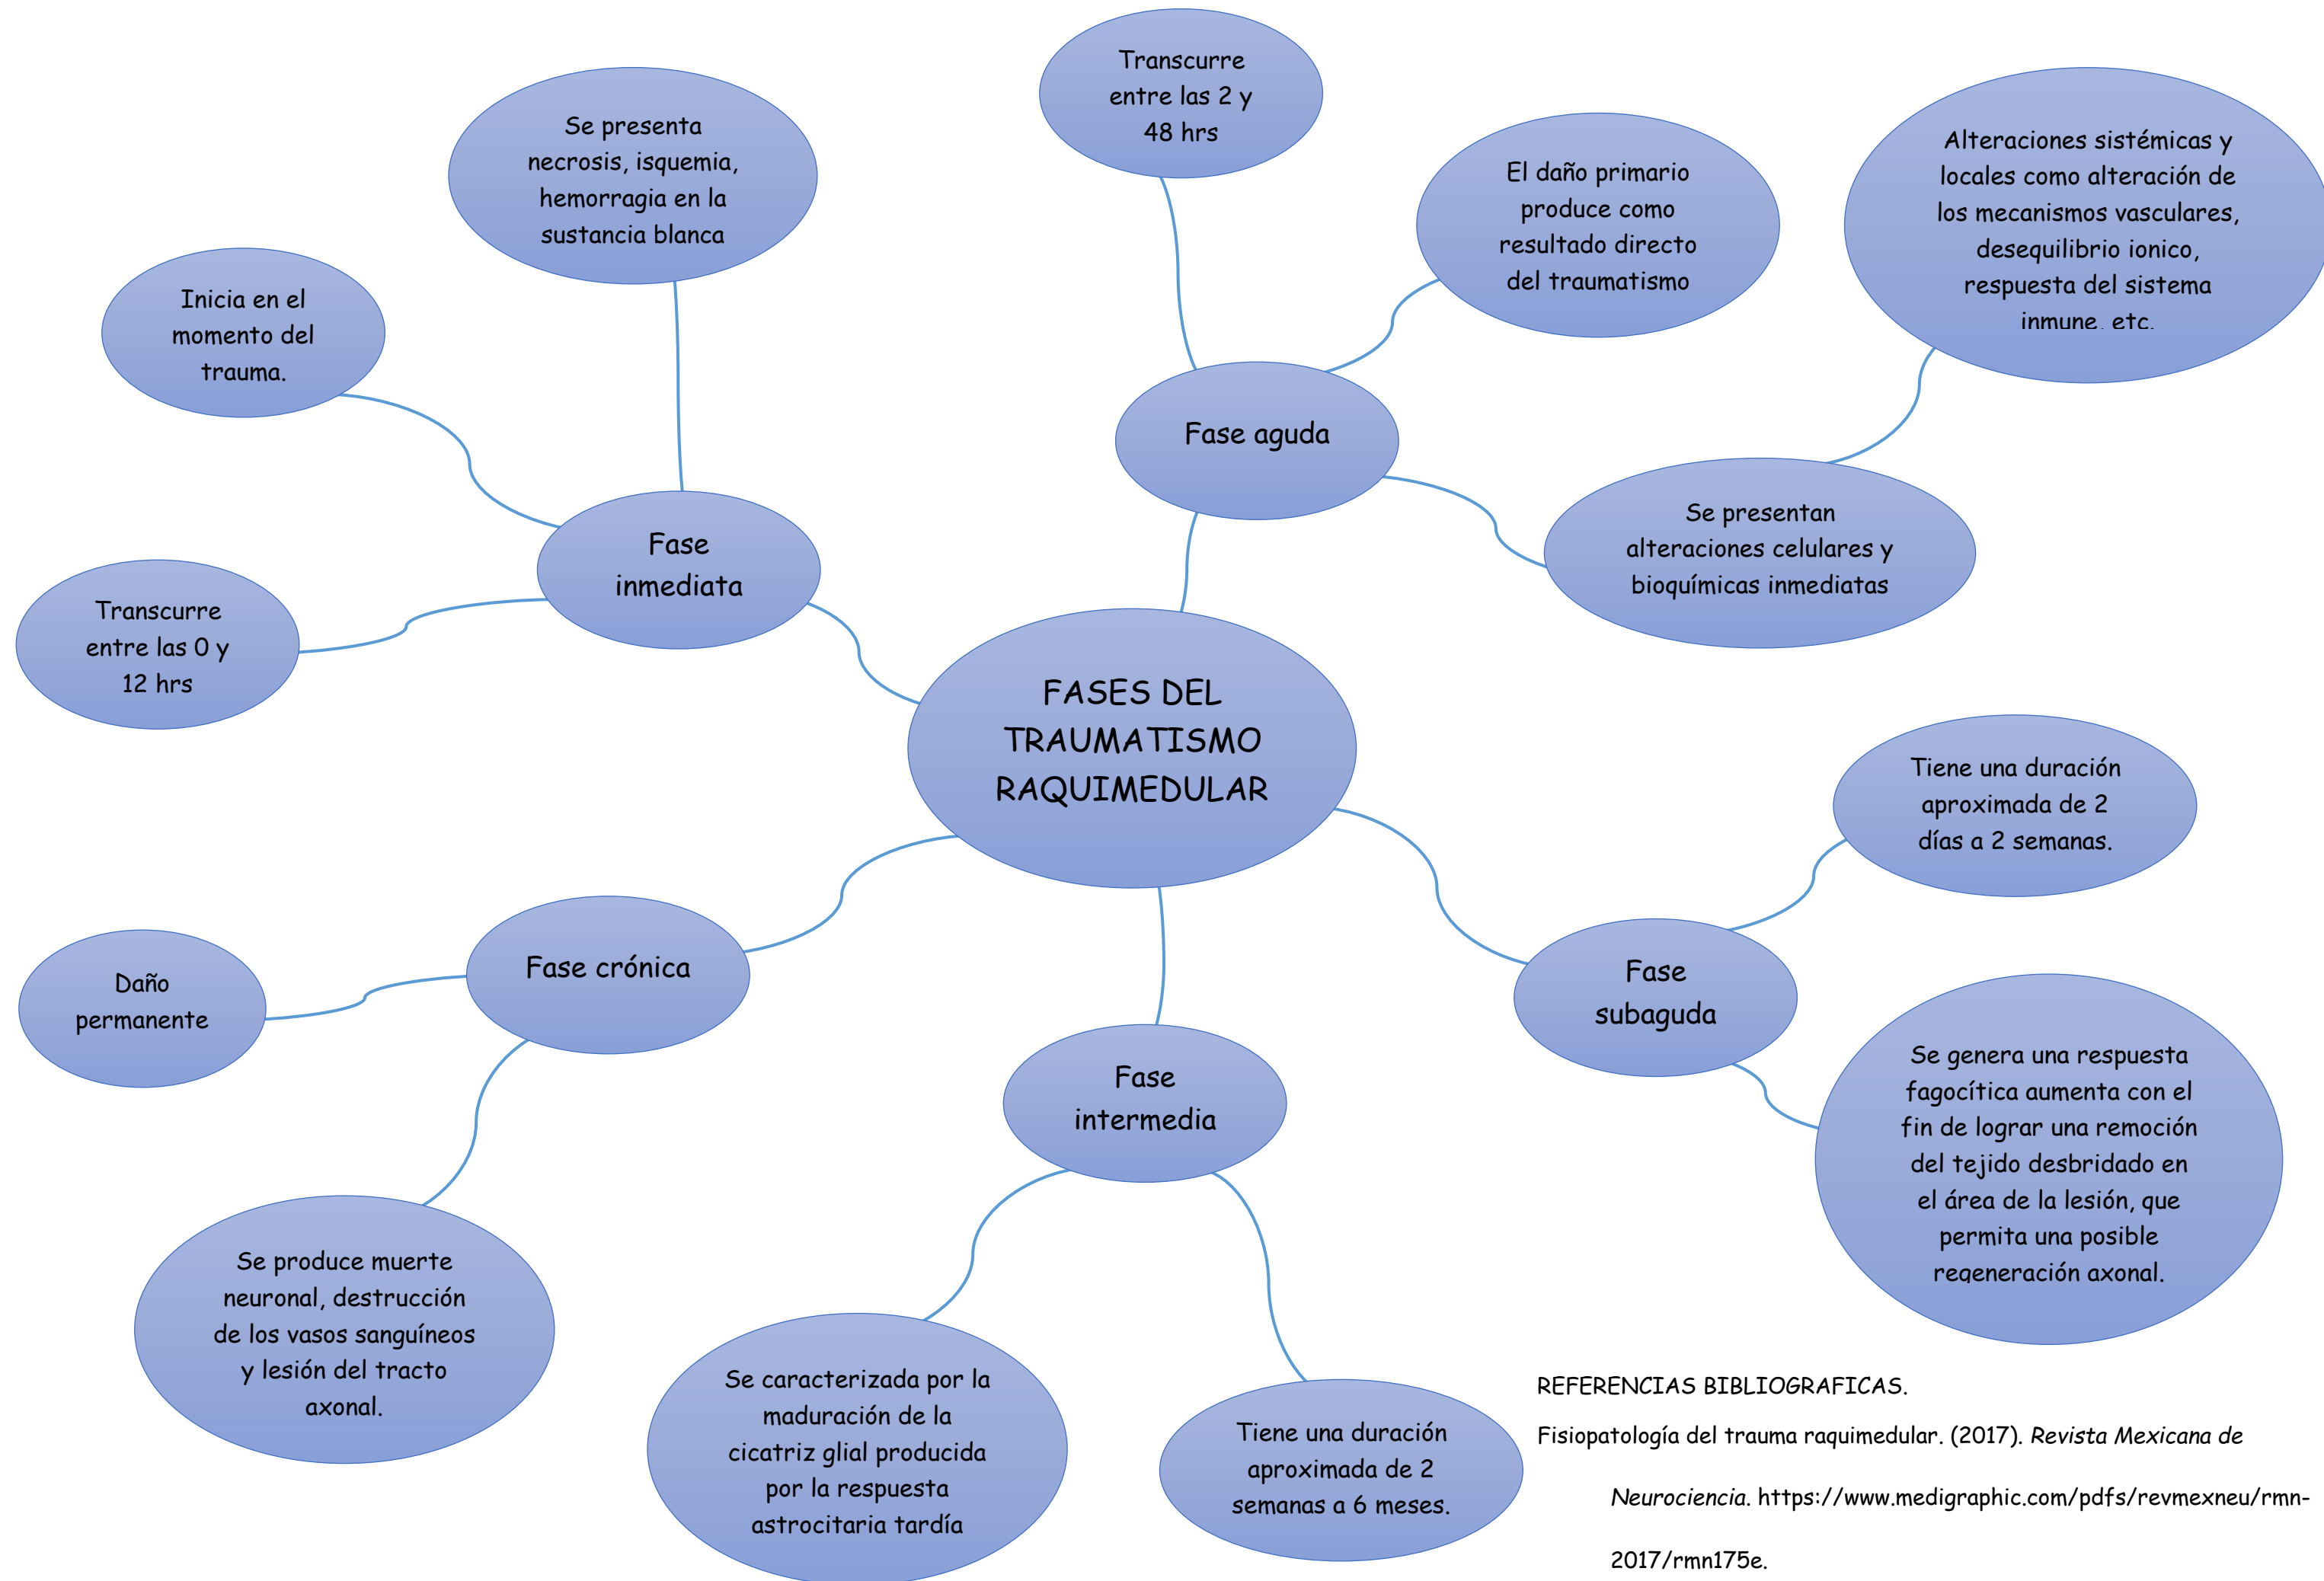 Transcurre
entre las 2 y
48 hrs
Se presenta
necrosis, isquemia,
hemorragia en la
sustancia blanca
El daño primario
produce como
resultado directo
del traumatismo
Alteraciones sistémicas y
locales como alteración de
los mecanismos vasculares,
desequilibrio ionico,
respuesta del sistema
inmune, etc.
Inicia en el
momento del
trauma.
Fase aguda
Se presentan
alteraciones celulares y
bioquímicas inmediatas
Fase
inmediata
Transcurre
entre las 0 y
12 hrs
FASES DEL
TRAUMATISMO
RAQUIMEDULAR
Tiene una duración
aproximada de 2
días a 2 semanas.
Fase crónica
Daño
permanente
Fase
subaguda
Fase
intermedia
Se genera una respuesta
fagocítica aumenta con el
fin de lograr una remoción
del tejido desbridado en
el área de la lesión, que
permita una posible
regeneración axonal.
Se produce muerte
neuronal, destrucción
de los vasos sanguíneos
y lesión del tracto
axonal.
Se caracterizada por la
maduración de la
cicatriz glial producida
por la respuesta
astrocitaria tardía
Tiene una duración
aproximada de 2
semanas a 6 meses.
REFERENCIAS BIBLIOGRAFICAS.
Fisiopatología del trauma raquimedular. (2017). Revista Mexicana de
Neurociencia. https://www.medigraphic.com/pdfs/revmexneu/rmn-
2017/rmn175e.